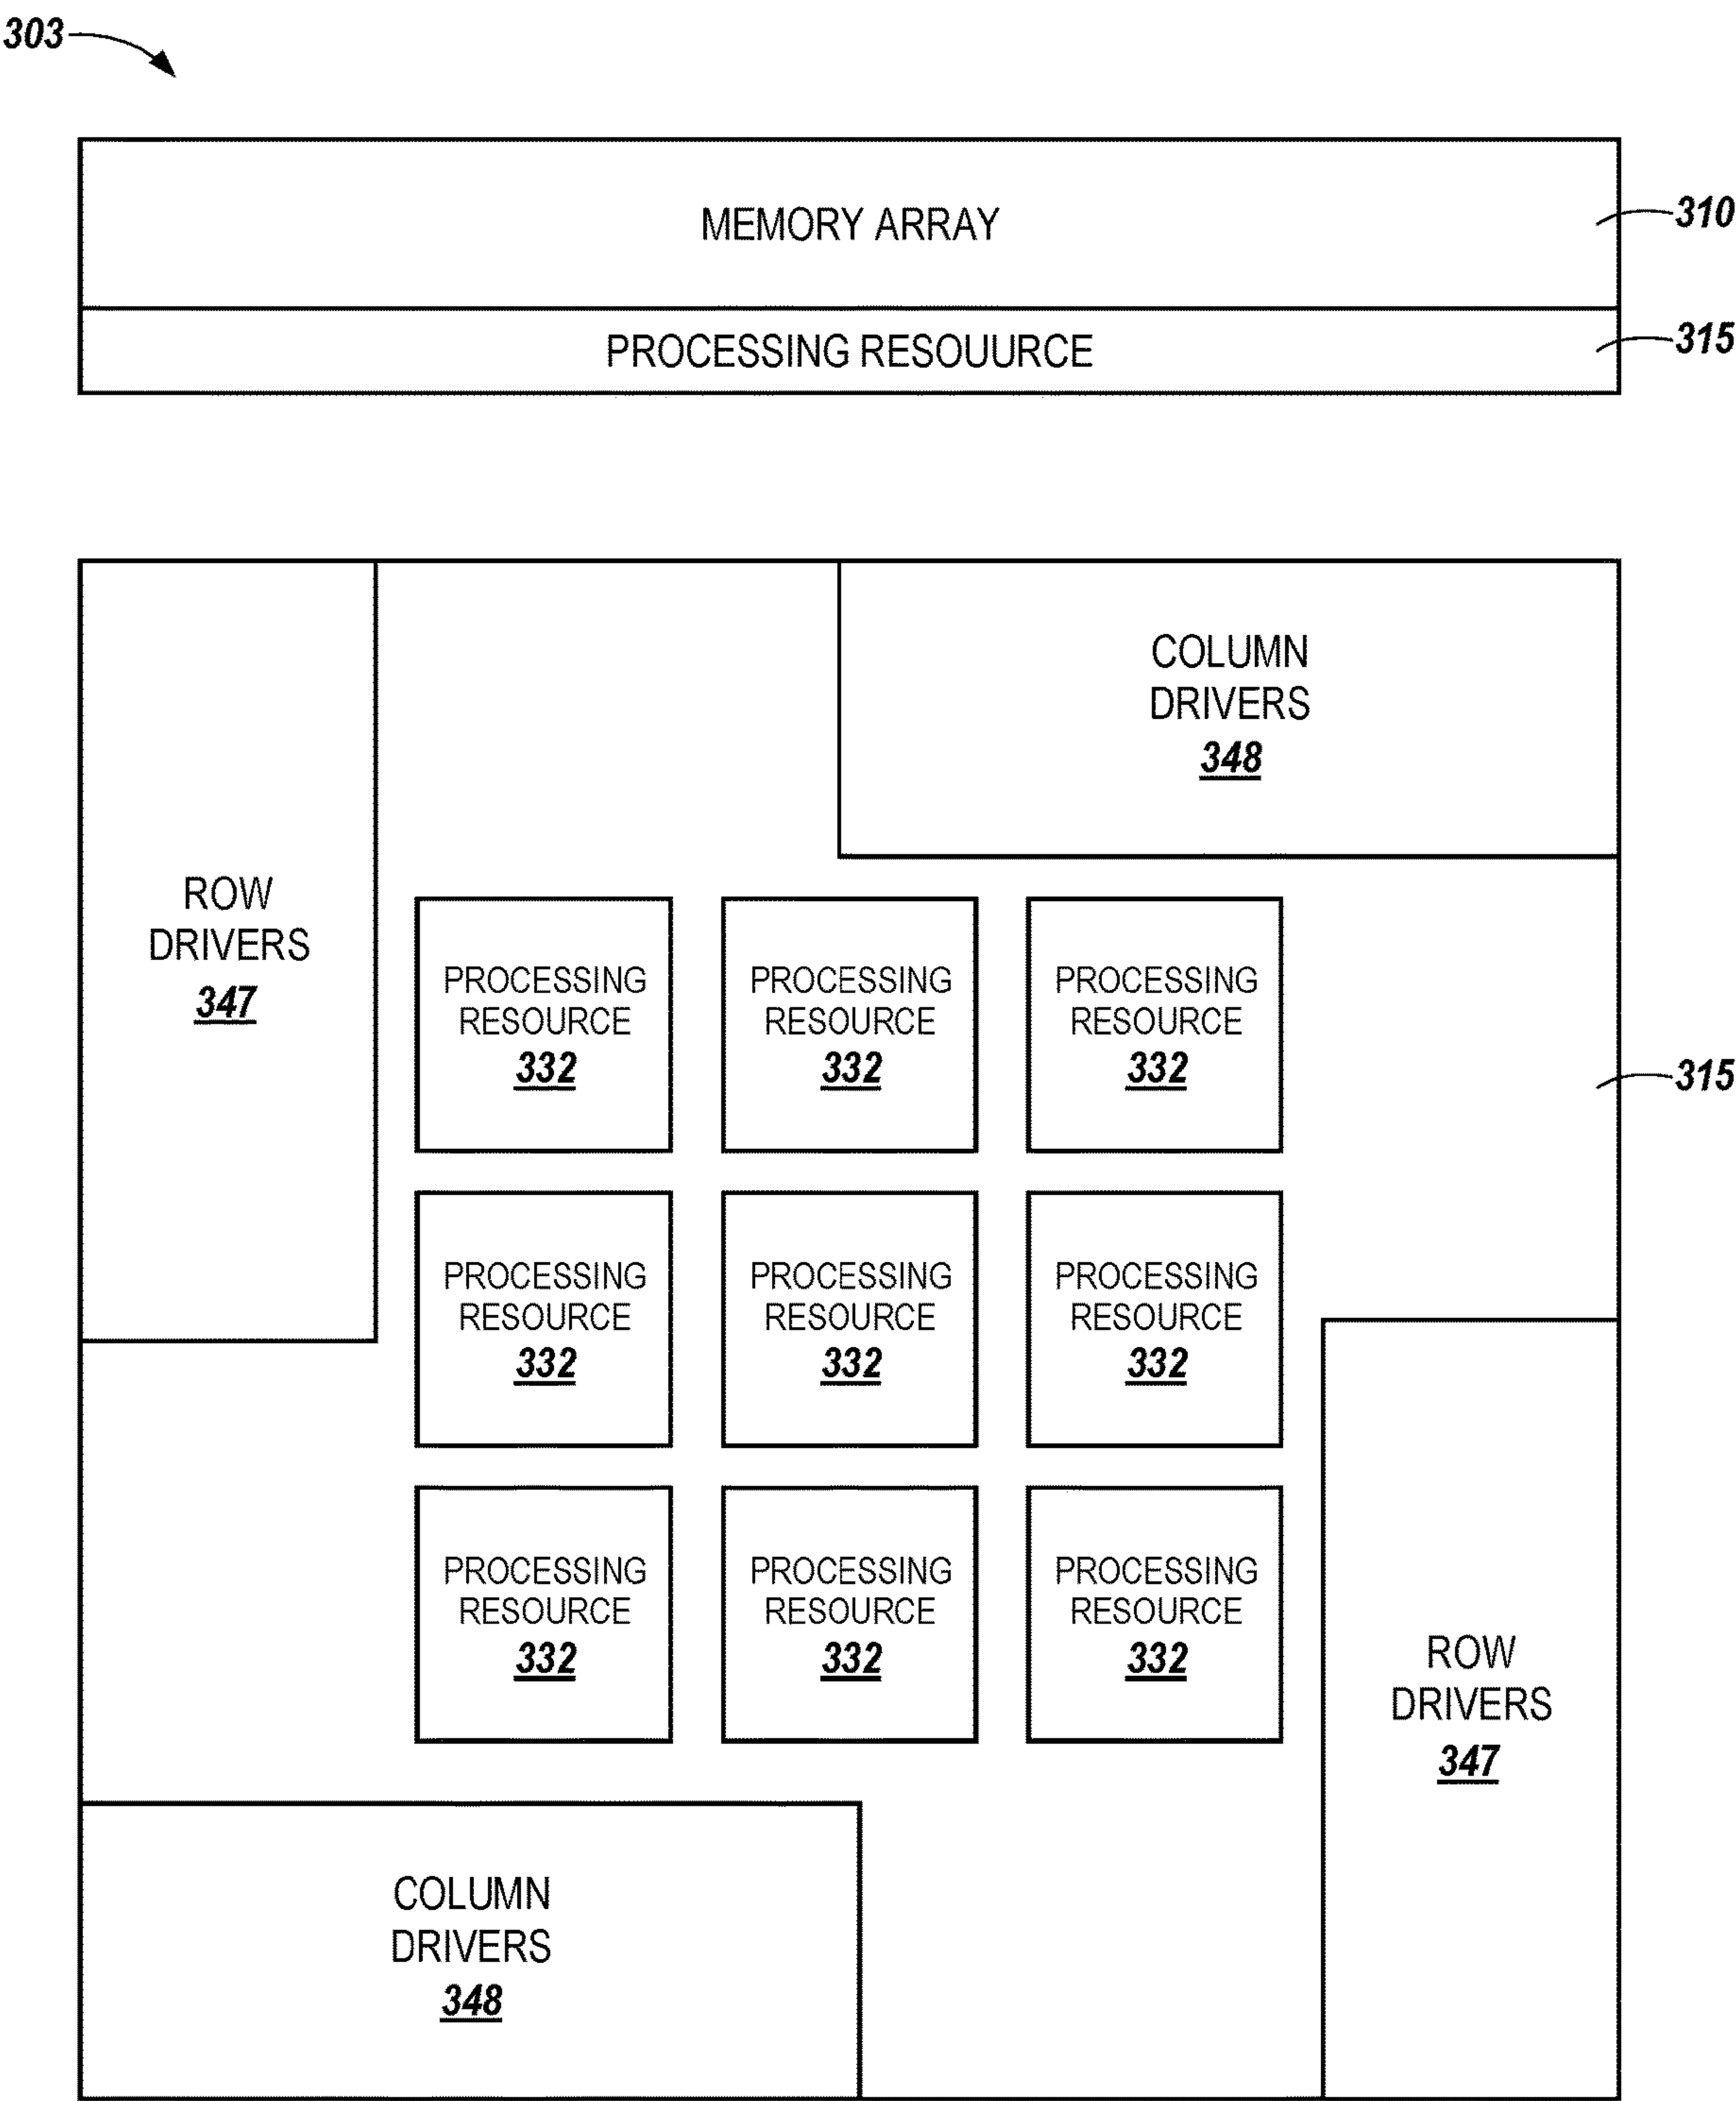 303
MEMORY ARRAY
310
PROCESSING RESOUURCE
315
COLUMN
DRIVERS
348
ROW
DRIVERS
347
PROCESSING
RESOURCE
332
PROCESSING
RESOURCE
332
PROCESSING
RESOURCE
332
315
PROCESSING
RESOURCE
332
PROCESSING
RESOURCE
332
PROCESSING
RESOURCE
332
PROCESSING
RESOURCE
332
PROCESSING
RESOURCE
332
PROCESSING
RESOURCE
332
ROW
DRIVERS
347
COLUMN
DRIVERS
348